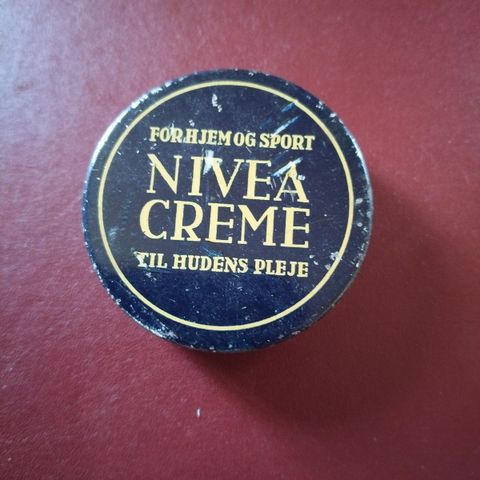 FOR HJEM OG SPORT
NIVEA
CREME
TIL HUDENS PLEJE